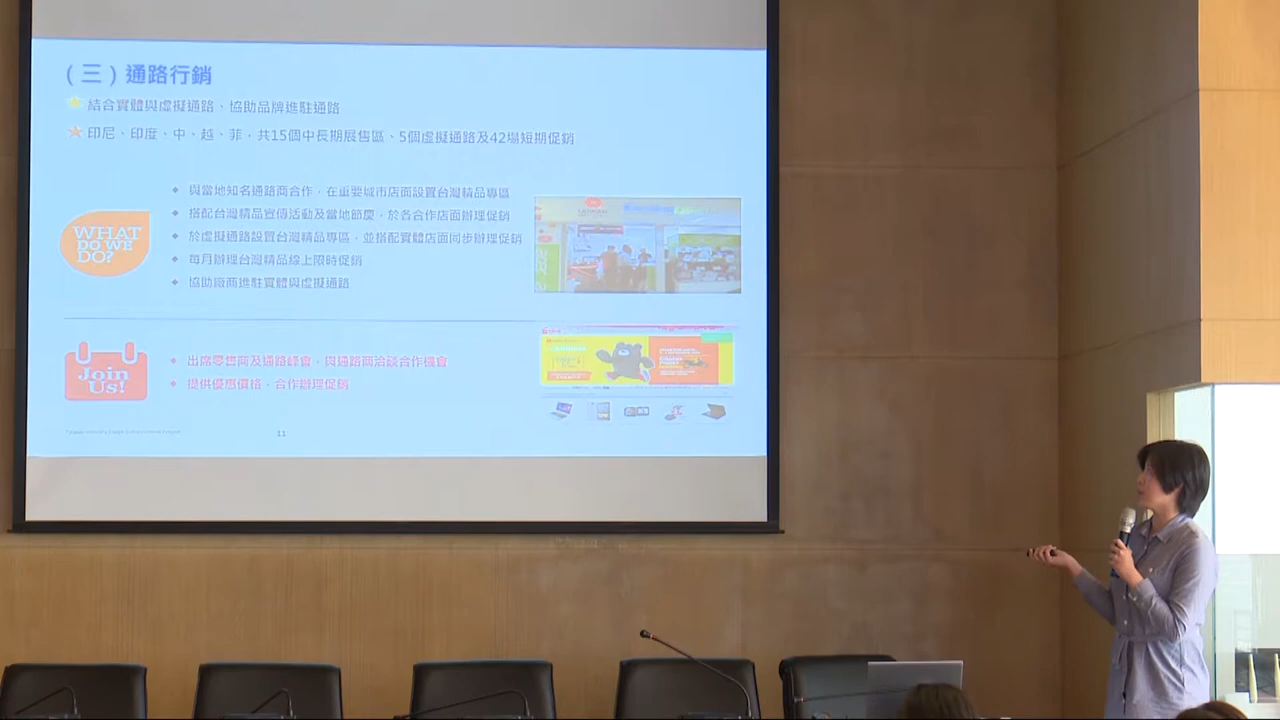 （三）通路行銷
結合實體與虛擬通路、協助品牌進駐通路
印尼、印度、中、越、菲，共15個中長期展售區、5個虛擬通路及42場短期促銷
與當地知名通路商合作，在重要城市店面設置台灣精品專區
搭配台灣精品宣傳活動及當地節慶，於各合作店面辦理促銷
於虛擬通路設置台灣精品專區，並搭配實體店面同步辦理促銷
每月辦理台灣精品線上限時促銷
協助廠商進駐實體與虛擬通路
WHAT
DO WE
DO?
出席零售商及通路峰會，與通路商洽談合作機會
提供優惠價格，合作辦理促銷
Join
Us!
11